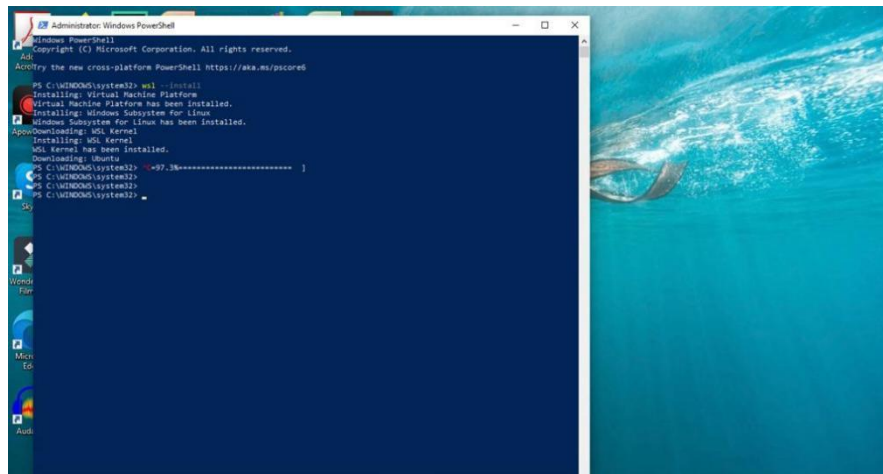 Administrator: Windows PowerShell
Windows PowerShell
Copyright (C) Microsoft Corporation. All rights reserved.
Try the new cross-platform PowerShell https://aka.ms/pscore6
PS C:\WINDOWS\system32> wsl --install
Installing: Virtual Machine Platform
Virtual Machine Platform has been installed.
Installing: Windows Subsystem for Linux
Windows Subsystem for Linux has been installed.
Downloading: WSL Kernel
Installing: WSL Kernel
WSL Kernel has been installed.
Downloading: Ubuntu
PS C:\WINDOWS\system32> ^C=97.3%========================== ]
PS C:\WINDOWS\system32>
PS C:\WINDOWS\system32>
PS C:\WINDOWS\system32>